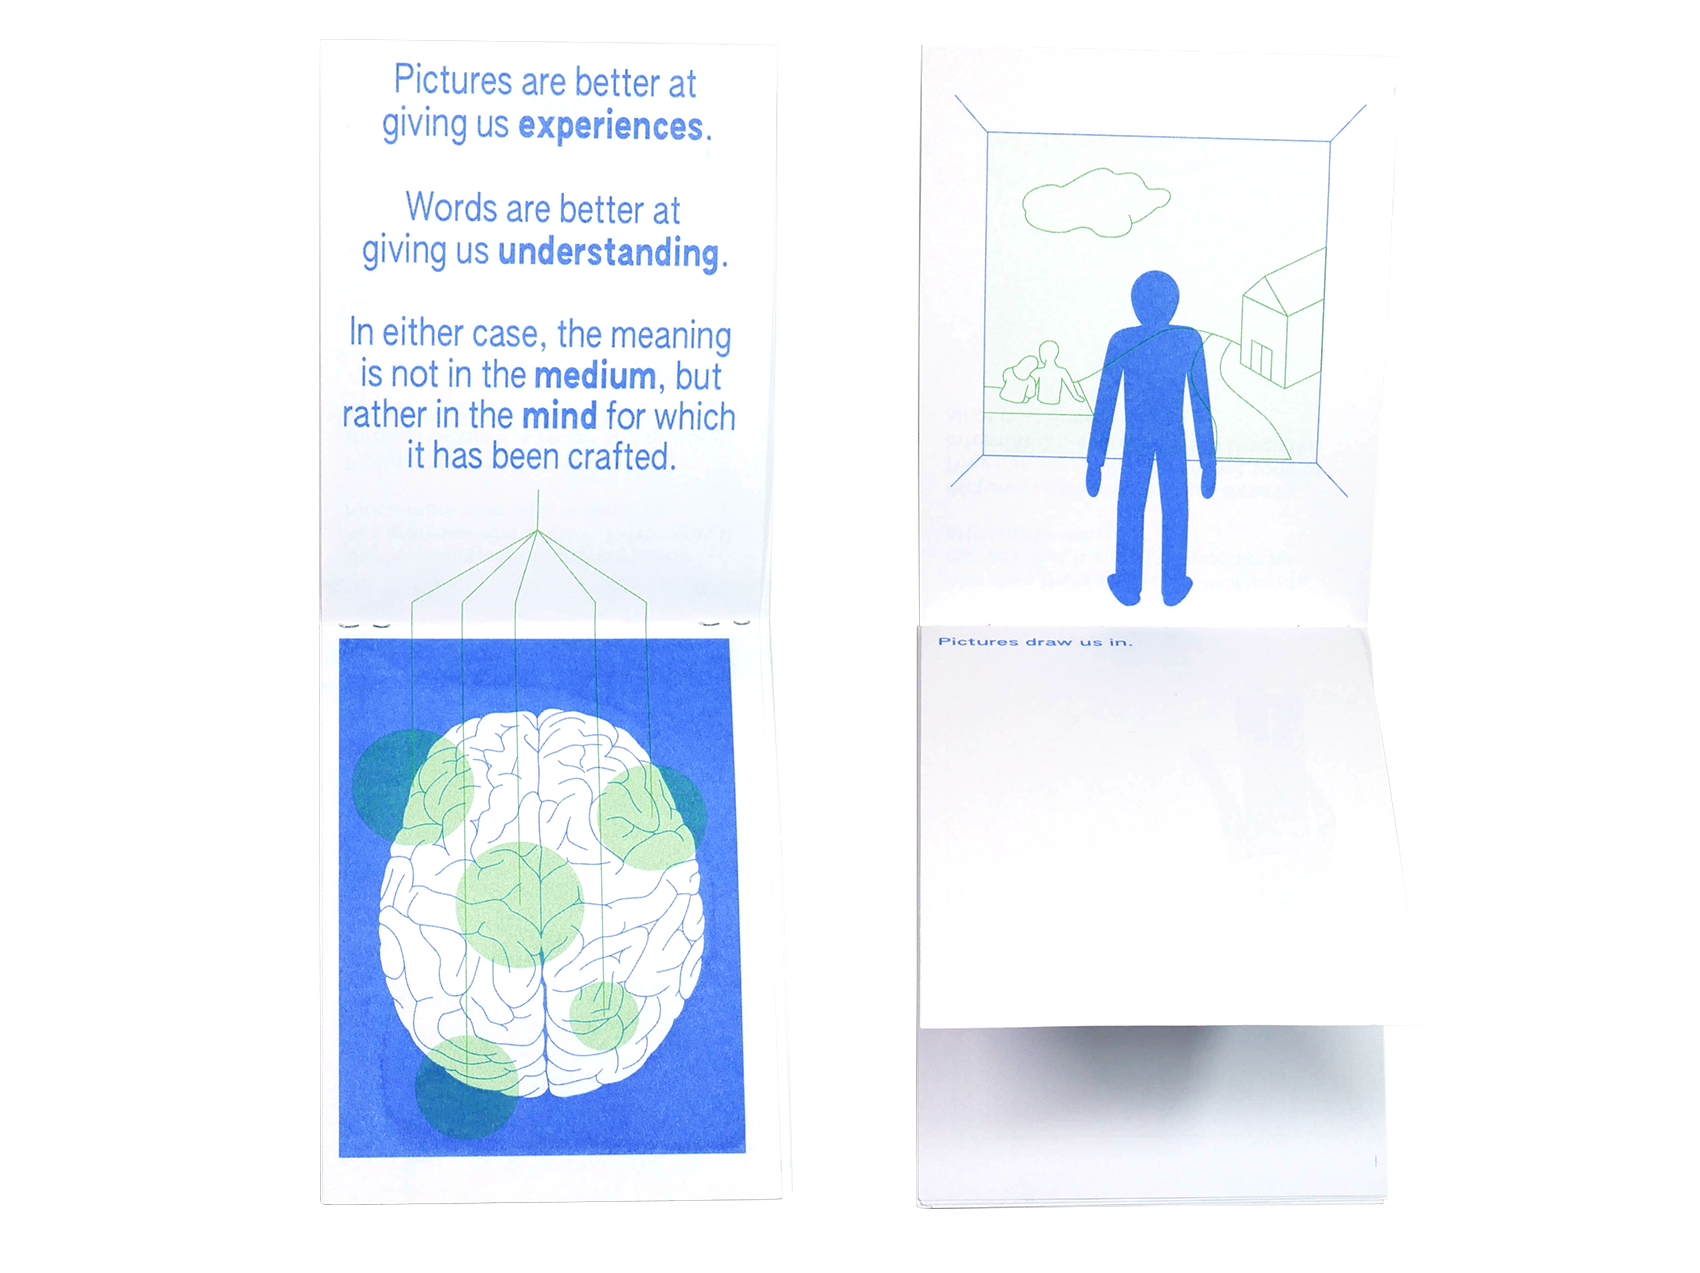 Pictures are better at
giving us experiences.
Words are better at
giving us understanding.
In either case, the meaning
is not in the medium, but
rather in the mind for which
it has been crafted.
Pictures draw us in.